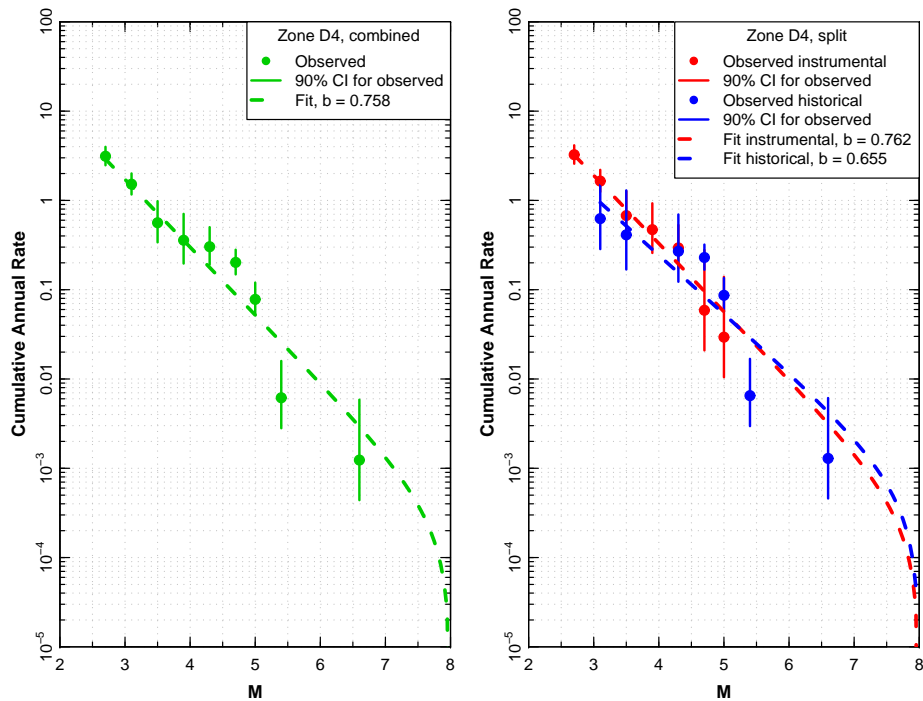 Zone D4, combined
Observed
90% CI for observed
Fit, b = 0.758
Cumulative Annual Rate
100
10
1
0.1
0.01
10⁻³
10⁻⁴
10⁻⁵
2 3 4 5 6 7 8
M
Zone D4, split
Observed instrumental
90% CI for observed
Observed historical
90% CI for observed
Fit instrumental, b = 0.762
Fit historical, b = 0.655
Cumulative Annual Rate
100
10
1
0.1
0.01
10⁻³
10⁻⁴
10⁻⁵
2 3 4 5 6 7 8
M